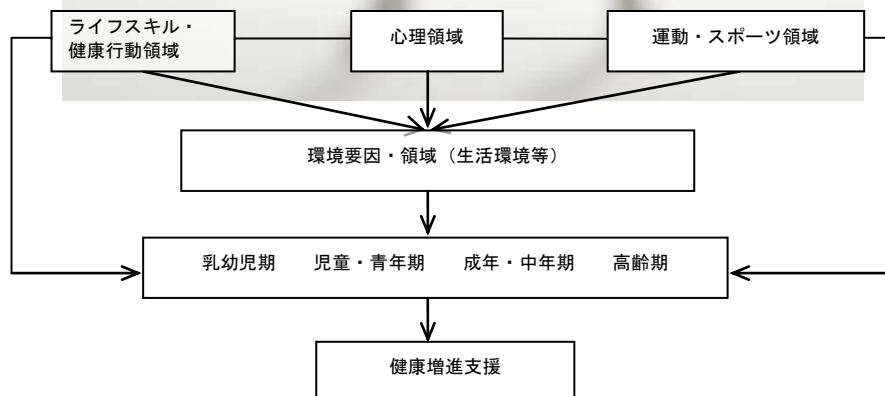 ライフスキル・
健康行動領域
心理領域
運動・スポーツ領域
環境要因・領域（生活環境等）
乳幼児期　児童・青年期　成年・中年期　高齢期
健康増進支援